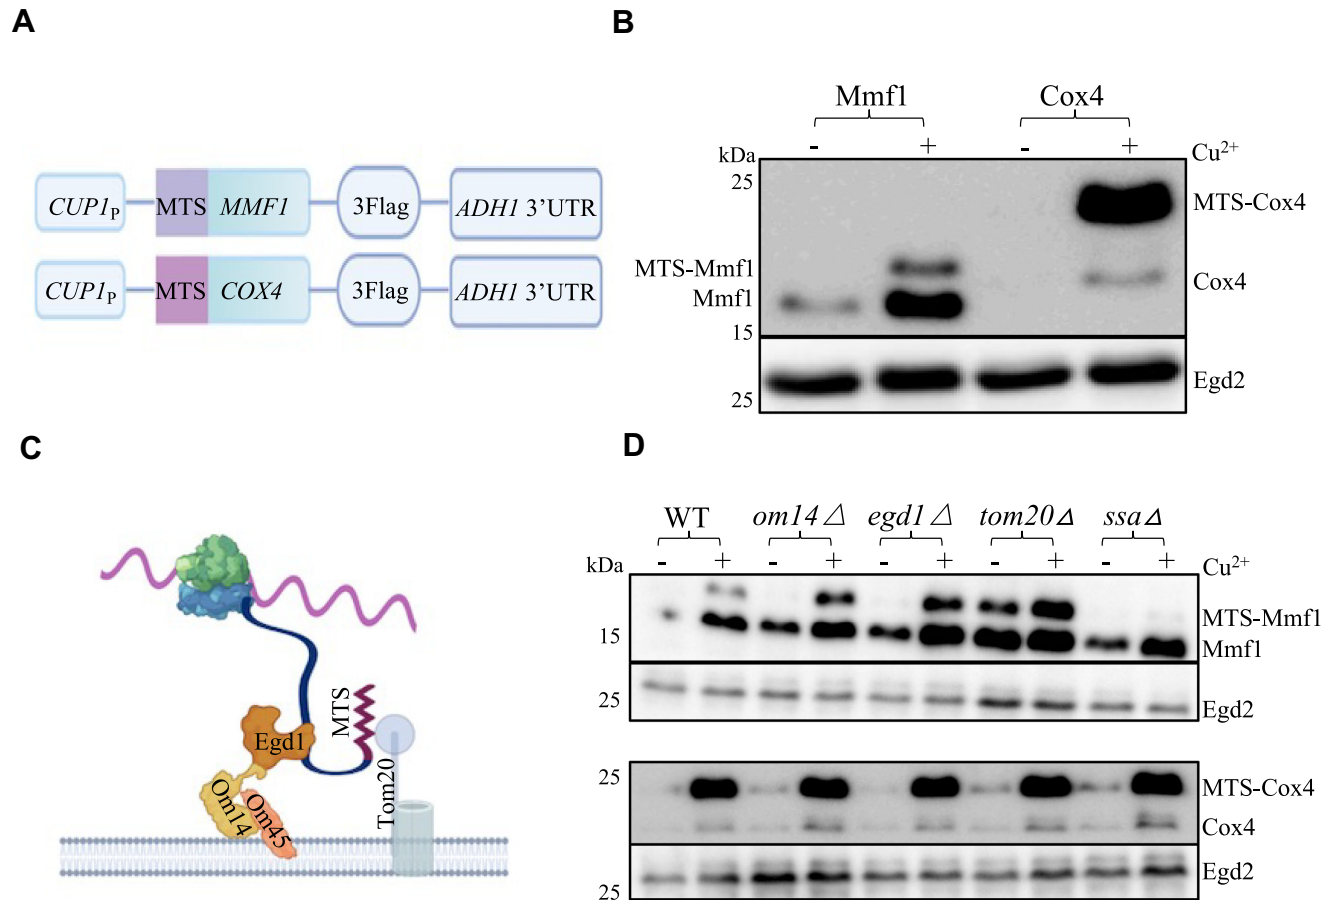 A
CUP1P MTS MMF1 3Flag ADH1 3’UTR
CUP1P MTS COX4 3Flag ADH1 3’UTR
B
Mmf1 Cox4
- + - + Cu2+
kDa
25
MTS-Cox4
MTS-Mmf1
Mmf1
Cox4
15
Egd2
25
C
MTS
Egd1
Tom20
Om14
Om45
D
WT om14△ egd1△ tom20Δ ssaΔ
- + - + - + - + - + Cu2+
kDa
MTS-Mmf1
15
Mmf1
25
Egd2
25
MTS-Cox4
Cox4
Egd2
25